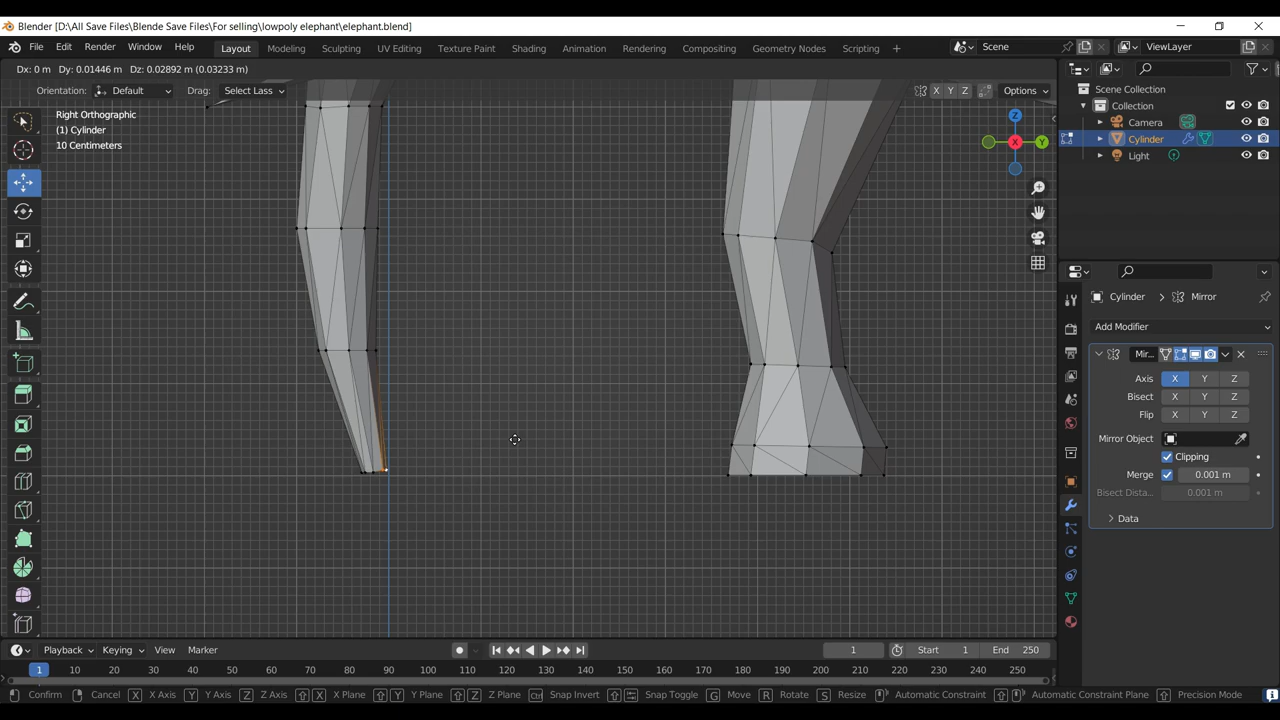 Blender [D:\All Save Files\Blende Save Files\For selling\lowpoly elephant\elephant.blend]
File Edit Render Window Help Layout Modeling Sculpting UV Editing Texture Paint Shading Animation Rendering Compositing Geometry Nodes Scripting + Scene ViewLayer
Dx: 0 m Dy: 0.01446 m Dz: 0.02892 m (0.03233 m)
Orientation: Default Drag: Select Lasso X Y Z Options
Right Orthographic
(1) Cylinder
10 Centimeters
Z
X
Y
Scene Collection
Collection
Camera
Cylinder
Light
Cylinder Mirror
Add Modifier
Mir...
Axis X Y Z
Bisect X Y Z
Flip X Y Z
Mirror Object
Clipping
Merge 0.001 m
Bisect Dista... 0.001 m
Data
Playback Keying View Marker 1 Start 1 End 250
1 10 20 30 40 50 60 70 80 90 100 110 120 130 140 150 160 170 180 190 200 210 220 230 240 250
Confirm Cancel X X Axis Y Y Axis Z Z Axis X X Plane Y Y Plane Z Z Plane Ctrl Snap Invert Snap Toggle G Move R Rotate S Resize Automatic Constraint Automatic Constraint Plane Precision Mode